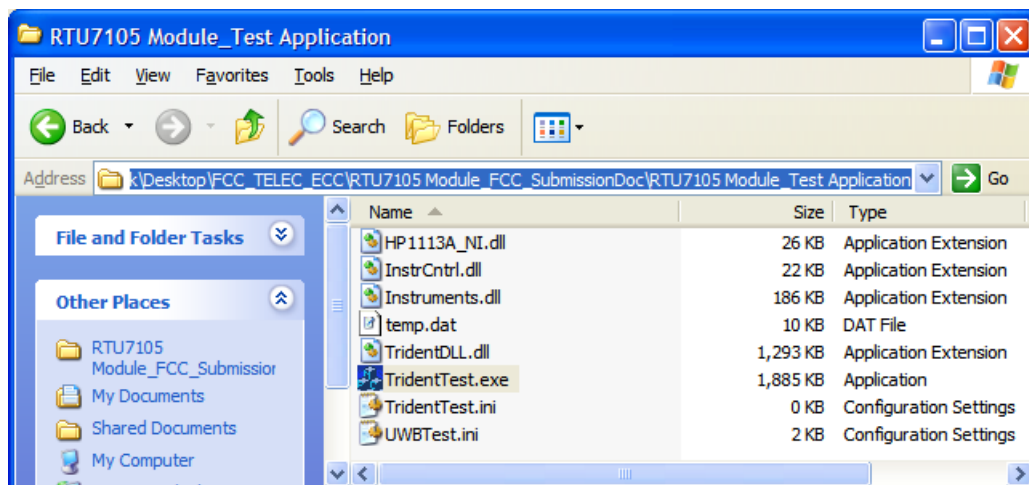 RTU7105 Module_Test Application
File Edit View Favorites Tools Help
Back Search Folders
Address k\Desktop\FCC_TELEC_ECC\RTU7105 Module_FCC_SubmissionDoc\RTU7105 Module_Test Application Go
File and Folder Tasks
Other Places
RTU7105
Module_FCC_Submission
My Documents
Shared Documents
My Computer
Name Size Type
HP1113A_NI.dll 26 KB Application Extension
InstrCntrl.dll 22 KB Application Extension
Instruments.dll 186 KB Application Extension
temp.dat 10 KB DAT File
TridentDLL.dll 1,293 KB Application Extension
TridentTest.exe 1,885 KB Application
TridentTest.ini 0 KB Configuration Settings
UWBTest.ini 2 KB Configuration Settings